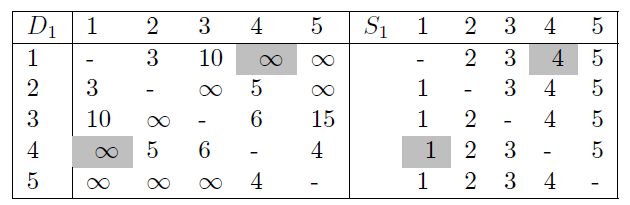 D₁ 1 2 3 4 5 S₁ 1 2 3 4 5
1 - 3 10 ∞ ∞ - 2 3 4 5
2 3 - ∞ 5 ∞ 1 - 3 4 5
3 10 ∞ - 6 15 1 2 - 4 5
4 ∞ 5 6 - 4 1 2 3 - 5
5 ∞ ∞ ∞ 4 - 1 2 3 4 -